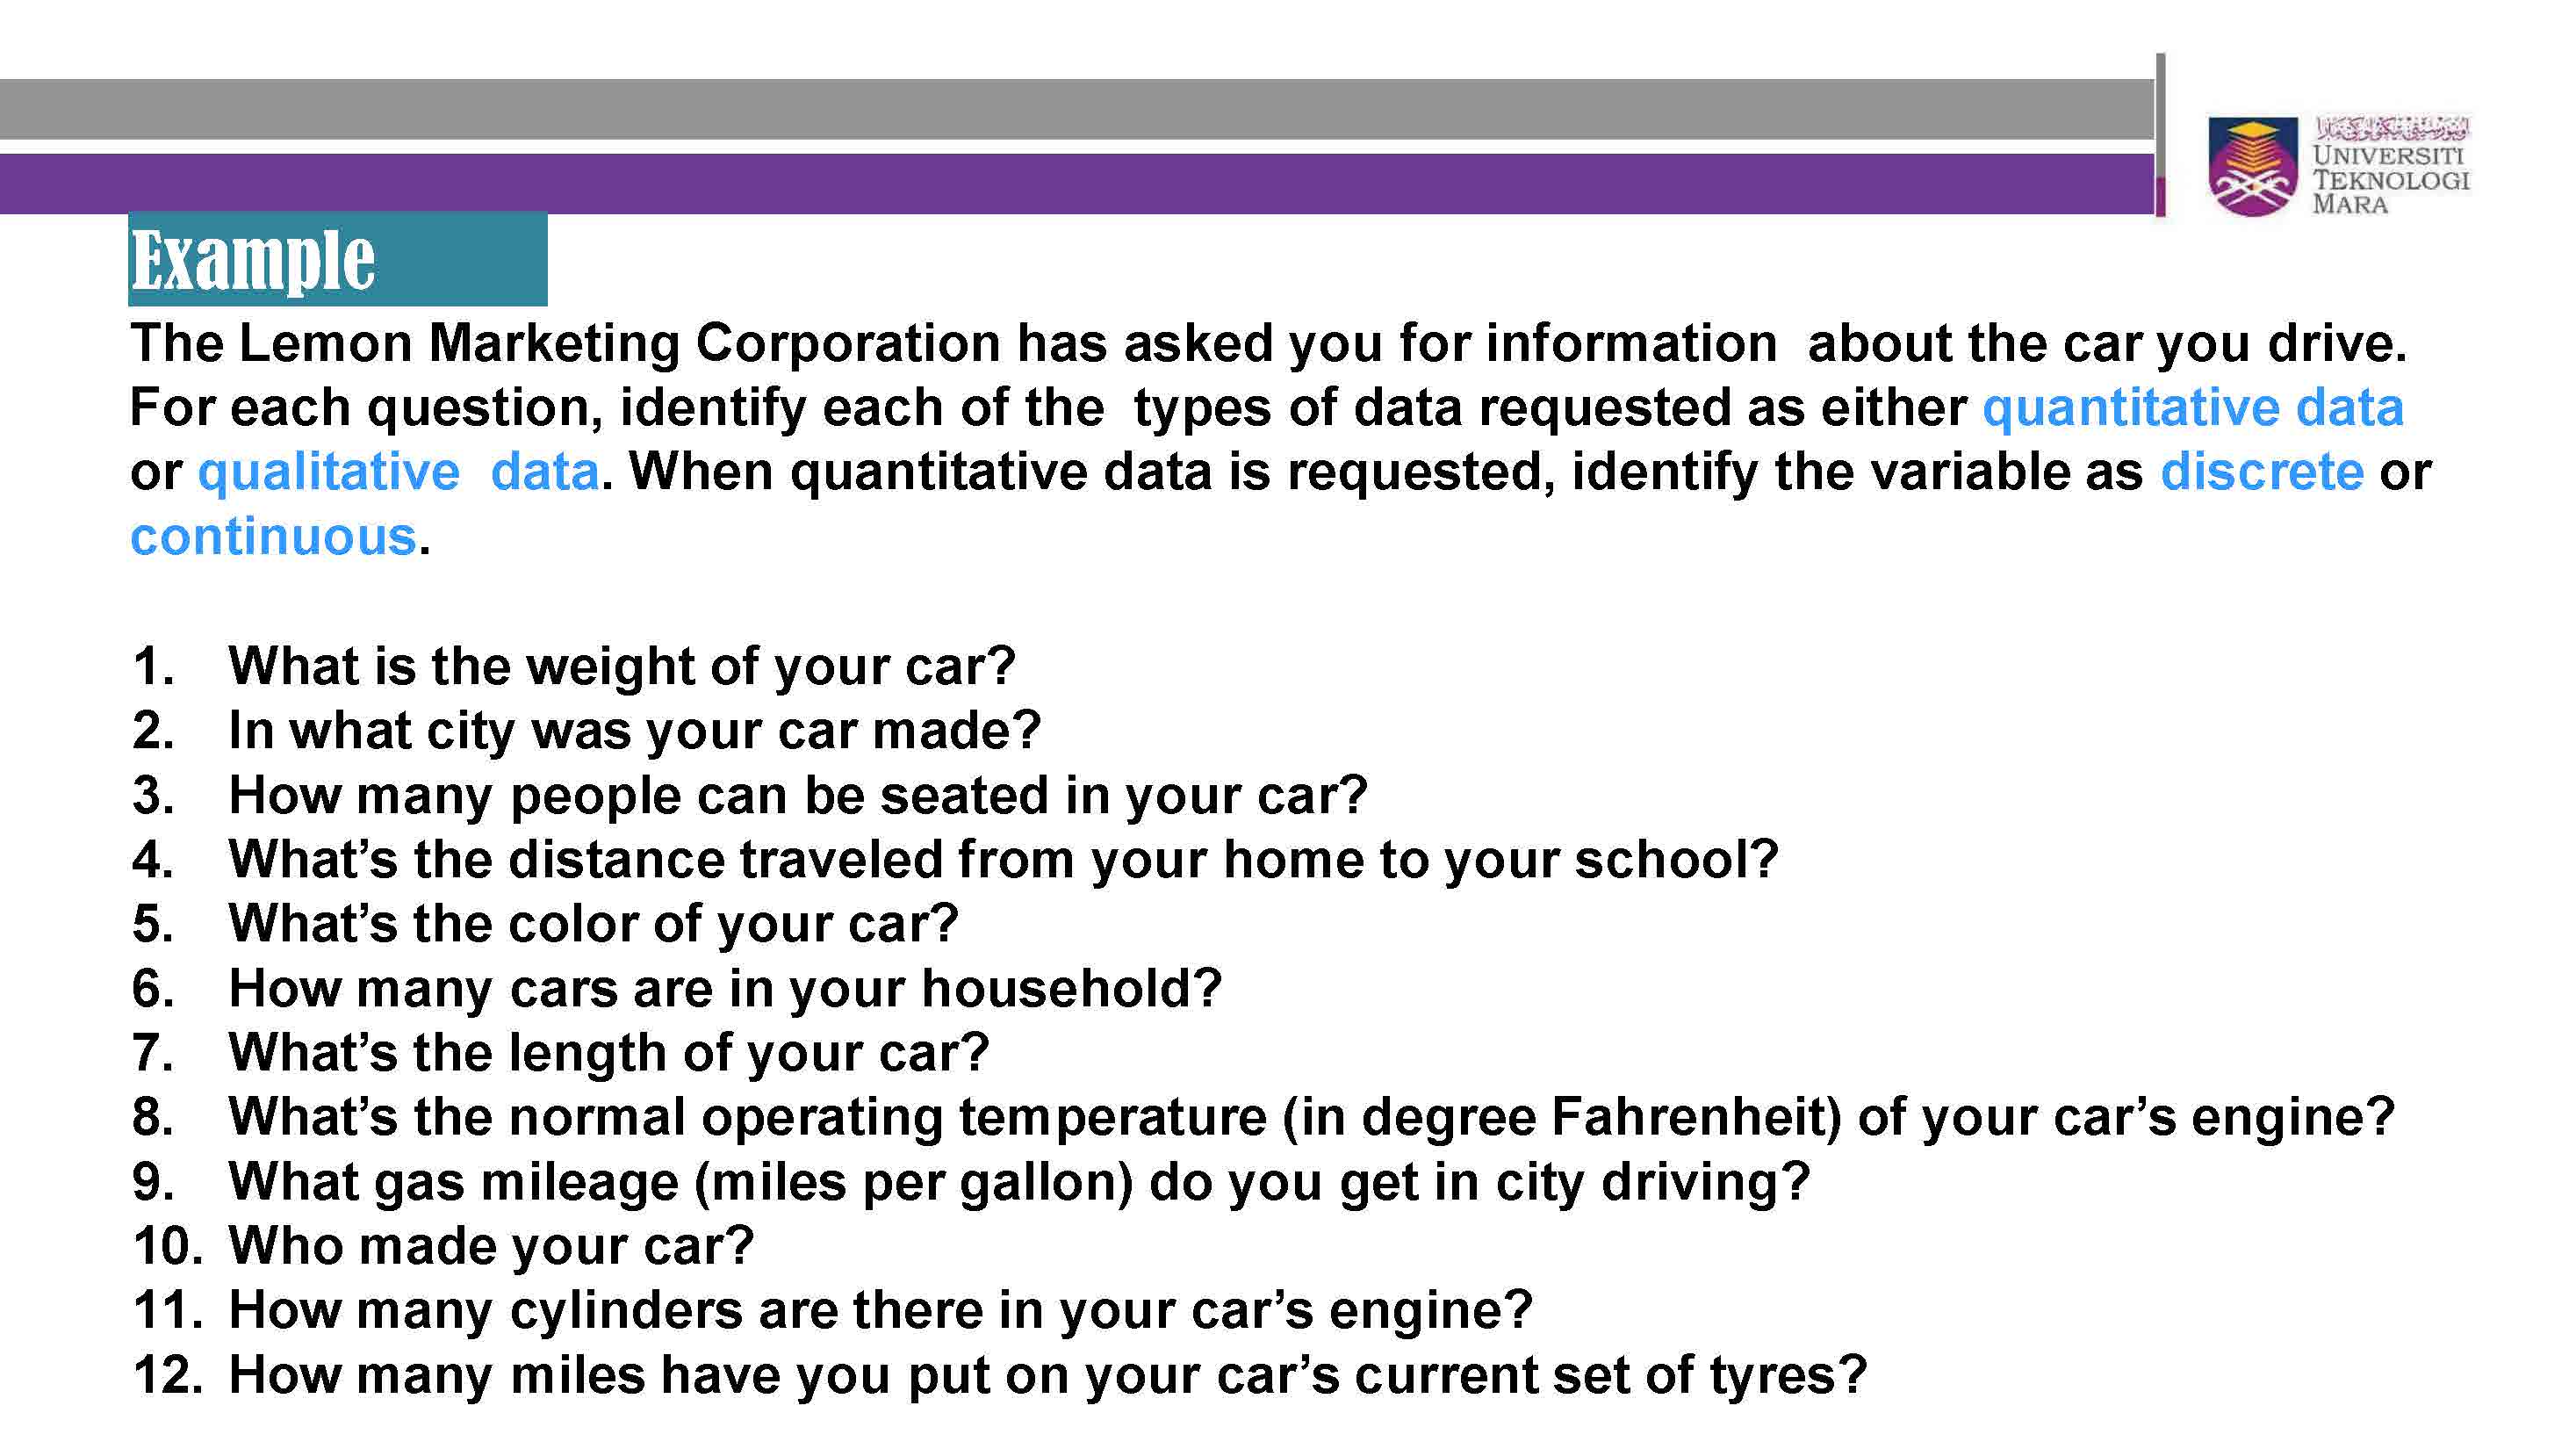 UNIVERSITI
TEKNOLOGI
MARA
Example
The Lemon Marketing Corporation has asked you for information about the car you drive.
For each question, identify each of the types of data requested as either quantitative data
or qualitative data. When quantitative data is requested, identify the variable as discrete or
continuous.
1. What is the weight of your car?
2. In what city was your car made?
3. How many people can be seated in your car?
4. What’s the distance traveled from your home to your school?
5. What’s the color of your car?
6. How many cars are in your household?
7. What’s the length of your car?
8. What’s the normal operating temperature (in degree Fahrenheit) of your car’s engine?
9. What gas mileage (miles per gallon) do you get in city driving?
10. Who made your car?
11. How many cylinders are there in your car’s engine?
12. How many miles have you put on your car’s current set of tyres?